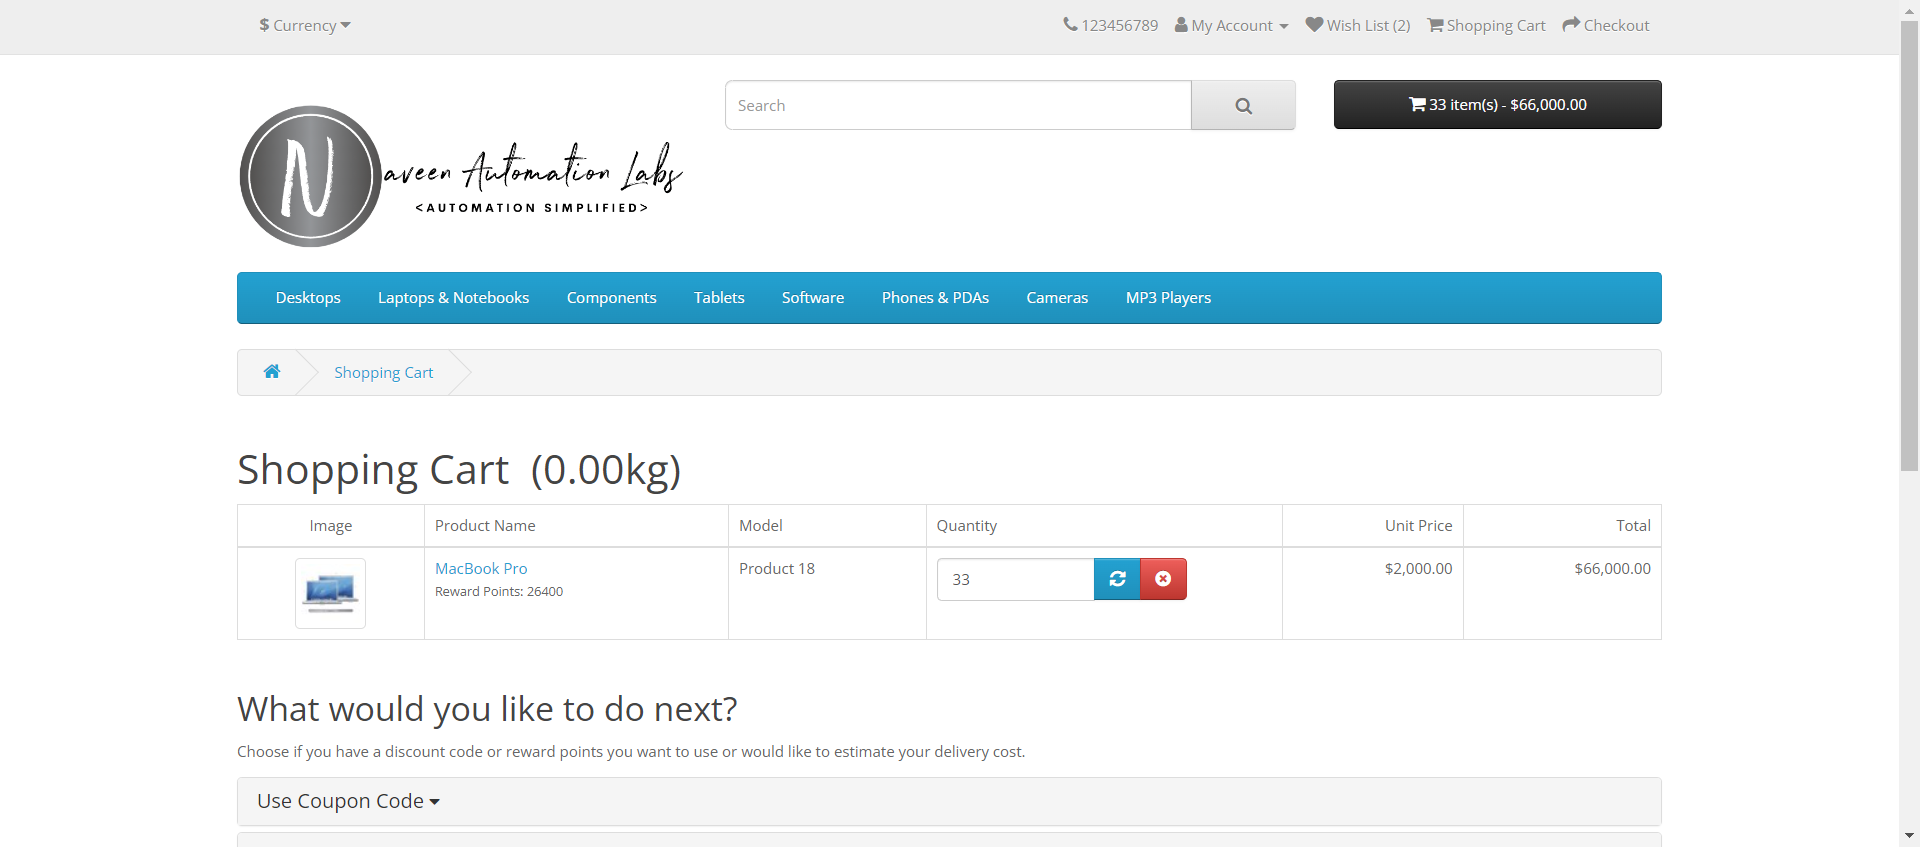 $ Currency
123456789 My Account Wish List (2) Shopping Cart Checkout
Search
33 item(s) - $66,000.00
Naveen Automation Labs
<AUTOMATION SIMPLIFIED>
Desktops Laptops & Notebooks Components Tablets Software Phones & PDAs Cameras MP3 Players
Shopping Cart
Shopping Cart (0.00kg)
Image Product Name Model Quantity Unit Price Total
MacBook Pro Product 18 33 $2,000.00 $66,000.00
Reward Points: 26400
What would you like to do next?
Choose if you have a discount code or reward points you want to use or would like to estimate your delivery cost.
Use Coupon Code